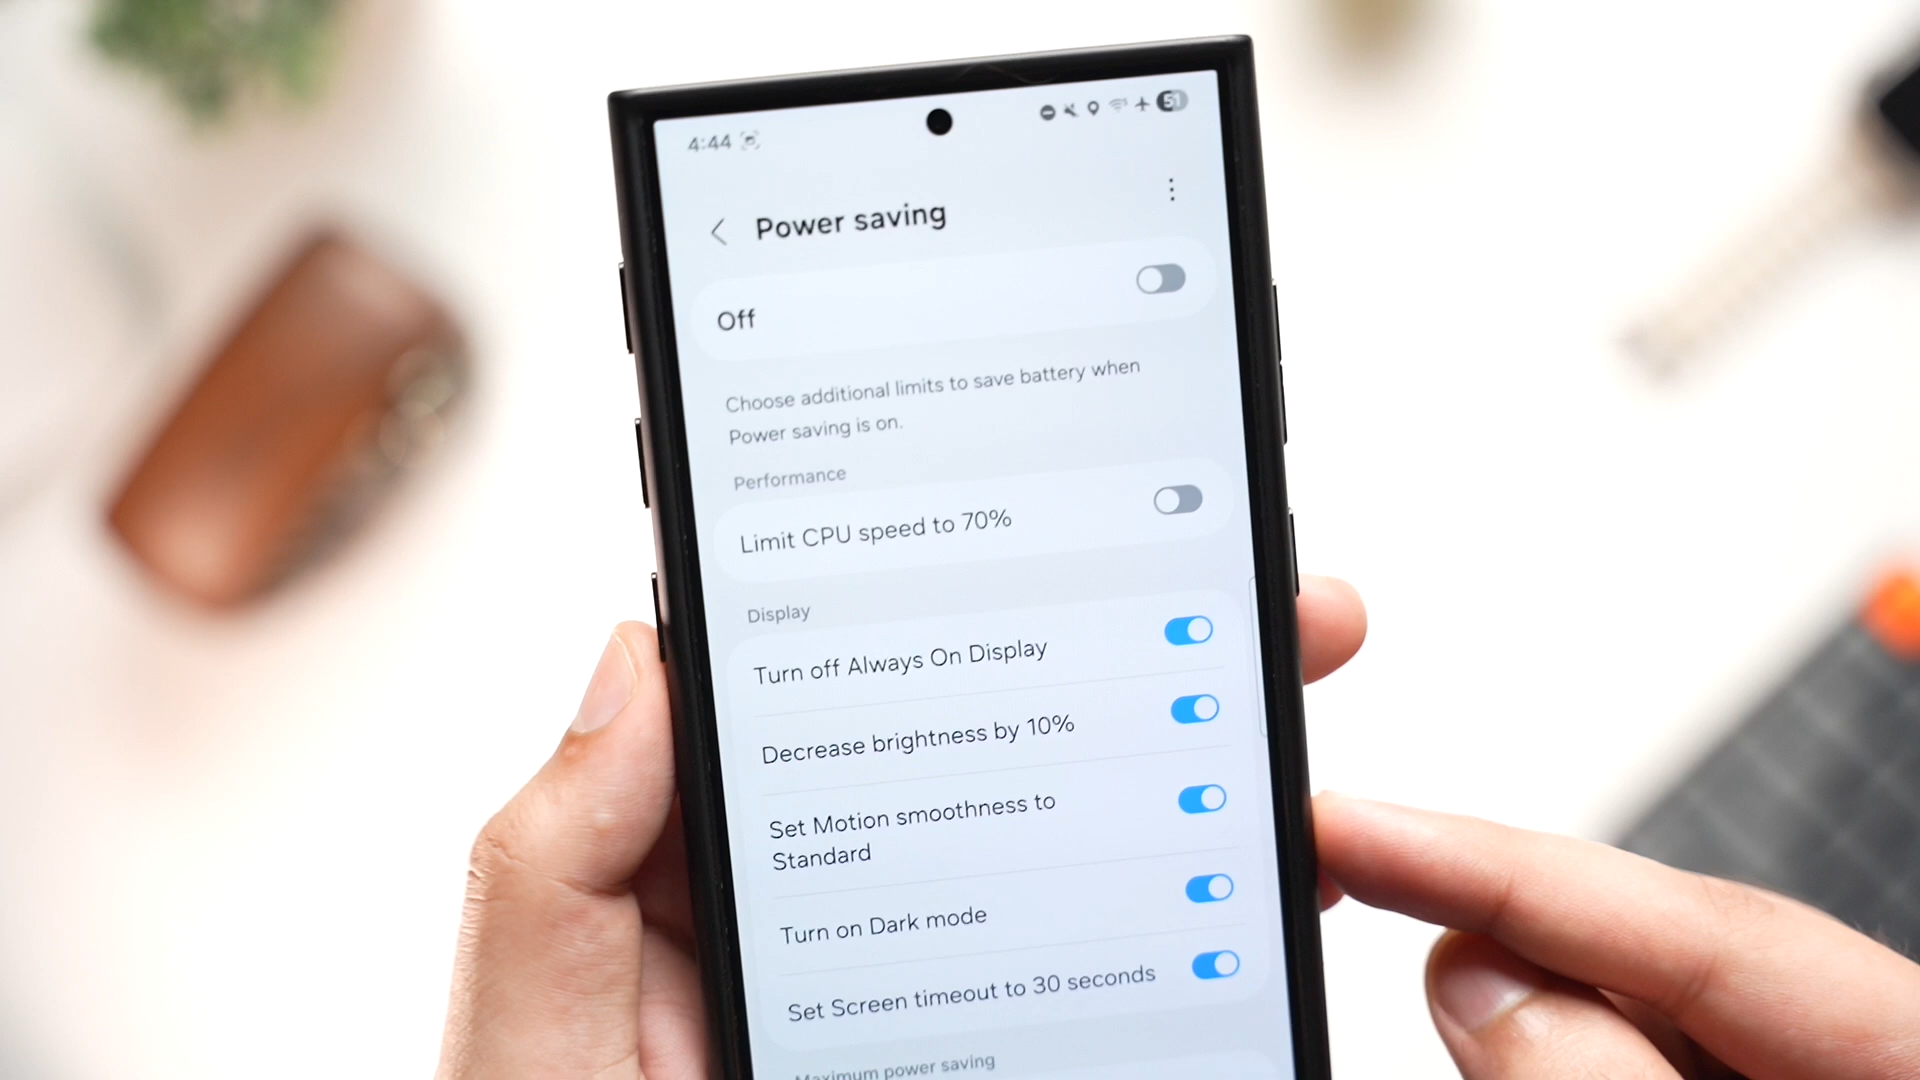 4:44
51
Power saving
Off
Choose additional limits to save battery when
Power saving is on.
Performance
Limit CPU speed to 70%
Display
Turn off Always On Display
Decrease brightness by 10%
Set Motion smoothness to
Standard
Turn on Dark mode
Set Screen timeout to 30 seconds
Maximum power saving